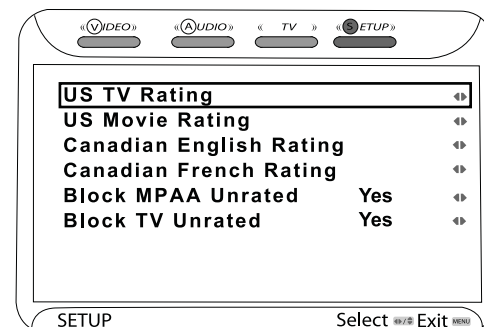 VIDEO AUDIO TV SETUP
US TV Rating
US Movie Rating
Canadian English Rating
Canadian French Rating
Block MPAA Unrated Yes
Block TV Unrated Yes
SETUP Select Exit MENU